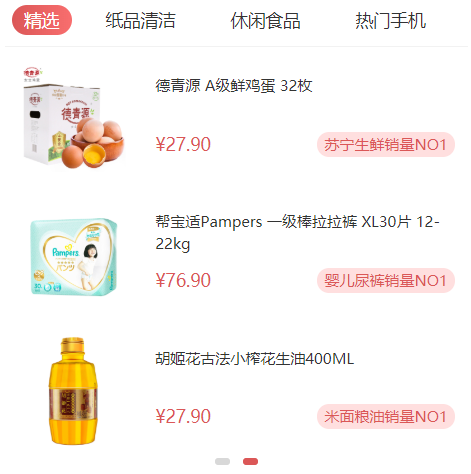 精选 纸品清洁 休闲食品 热门手机
德青源 A级鲜鸡蛋 32枚
德青源
德青源
¥27.90 苏宁生鲜销量NO1
帮宝适Pampers 一级棒拉拉裤 XL30片 12-
22kg
Pampers
パンツ
30
¥76.90 婴儿尿裤销量NO1
胡姬花古法小榨花生油400ML
¥27.90 米面粮油销量NO1